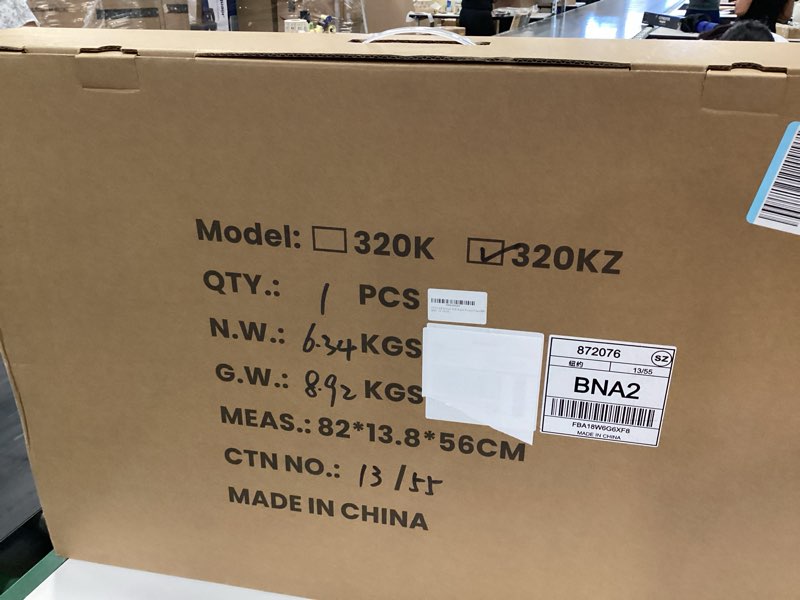 Model: ☐ 320K ☑ 320KZ
QTY.: 1 PCS
N.W.: 6.34 KGS
G.W.: 8.92 KGS
MEAS.: 82*13.8*56CM
CTN NO.: 13/55
MADE IN CHINA
872076
SZ
纽约
13/55
BNA2
FBA18W6G6XF8
MADE IN CHINA